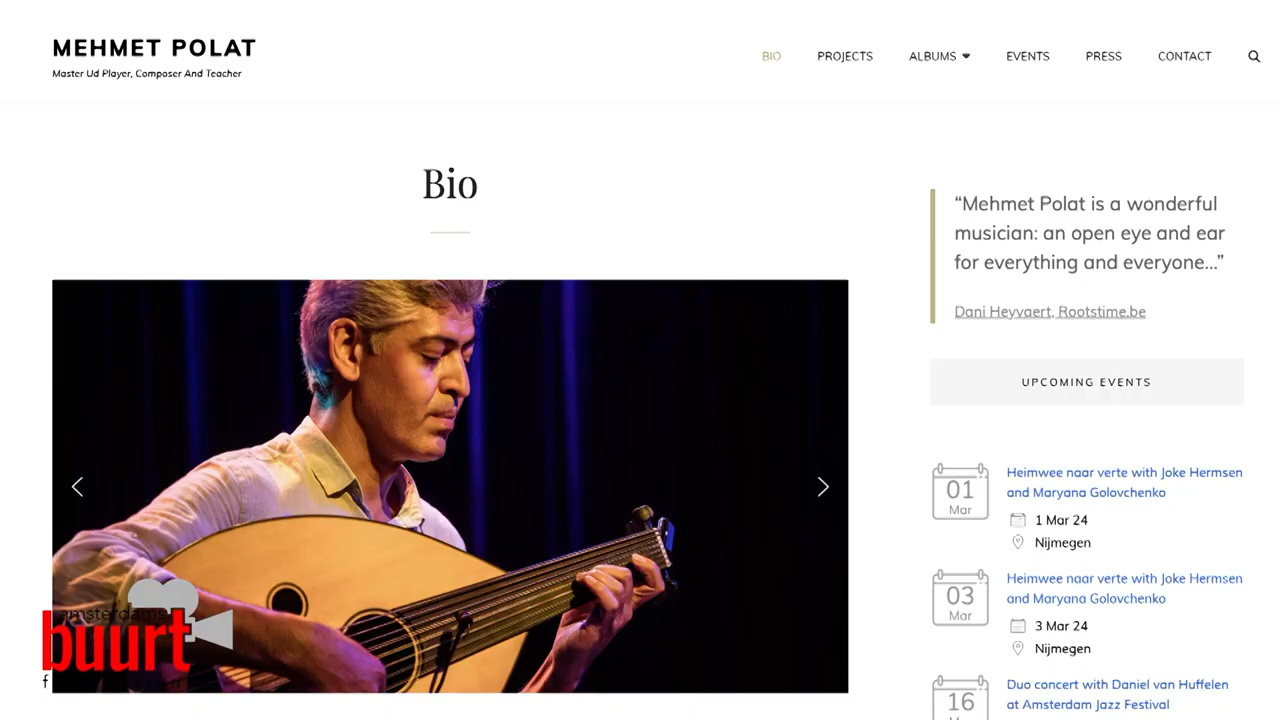 MEHMET POLAT
Master Ud Player, Composer And Teacher
BIO PROJECTS ALBUMS EVENTS PRESS CONTACT
Bio
“Mehmet Polat is a wonderful
musician: an open eye and ear
for everything and everyone...”
Dani Heyvaert, Rootstime.be
UPCOMING EVENTS
01
Mar
Heimwee naar verte with Joke Hermsen
and Maryana Golovchenko
1 Mar 24
Nijmegen
03
Mar
Heimwee naar verte with Joke Hermsen
and Maryana Golovchenko
3 Mar 24
Nijmegen
16
Duo concert with Daniel van Huffelen
at Amsterdam Jazz Festival
amsterdams
buurt
f